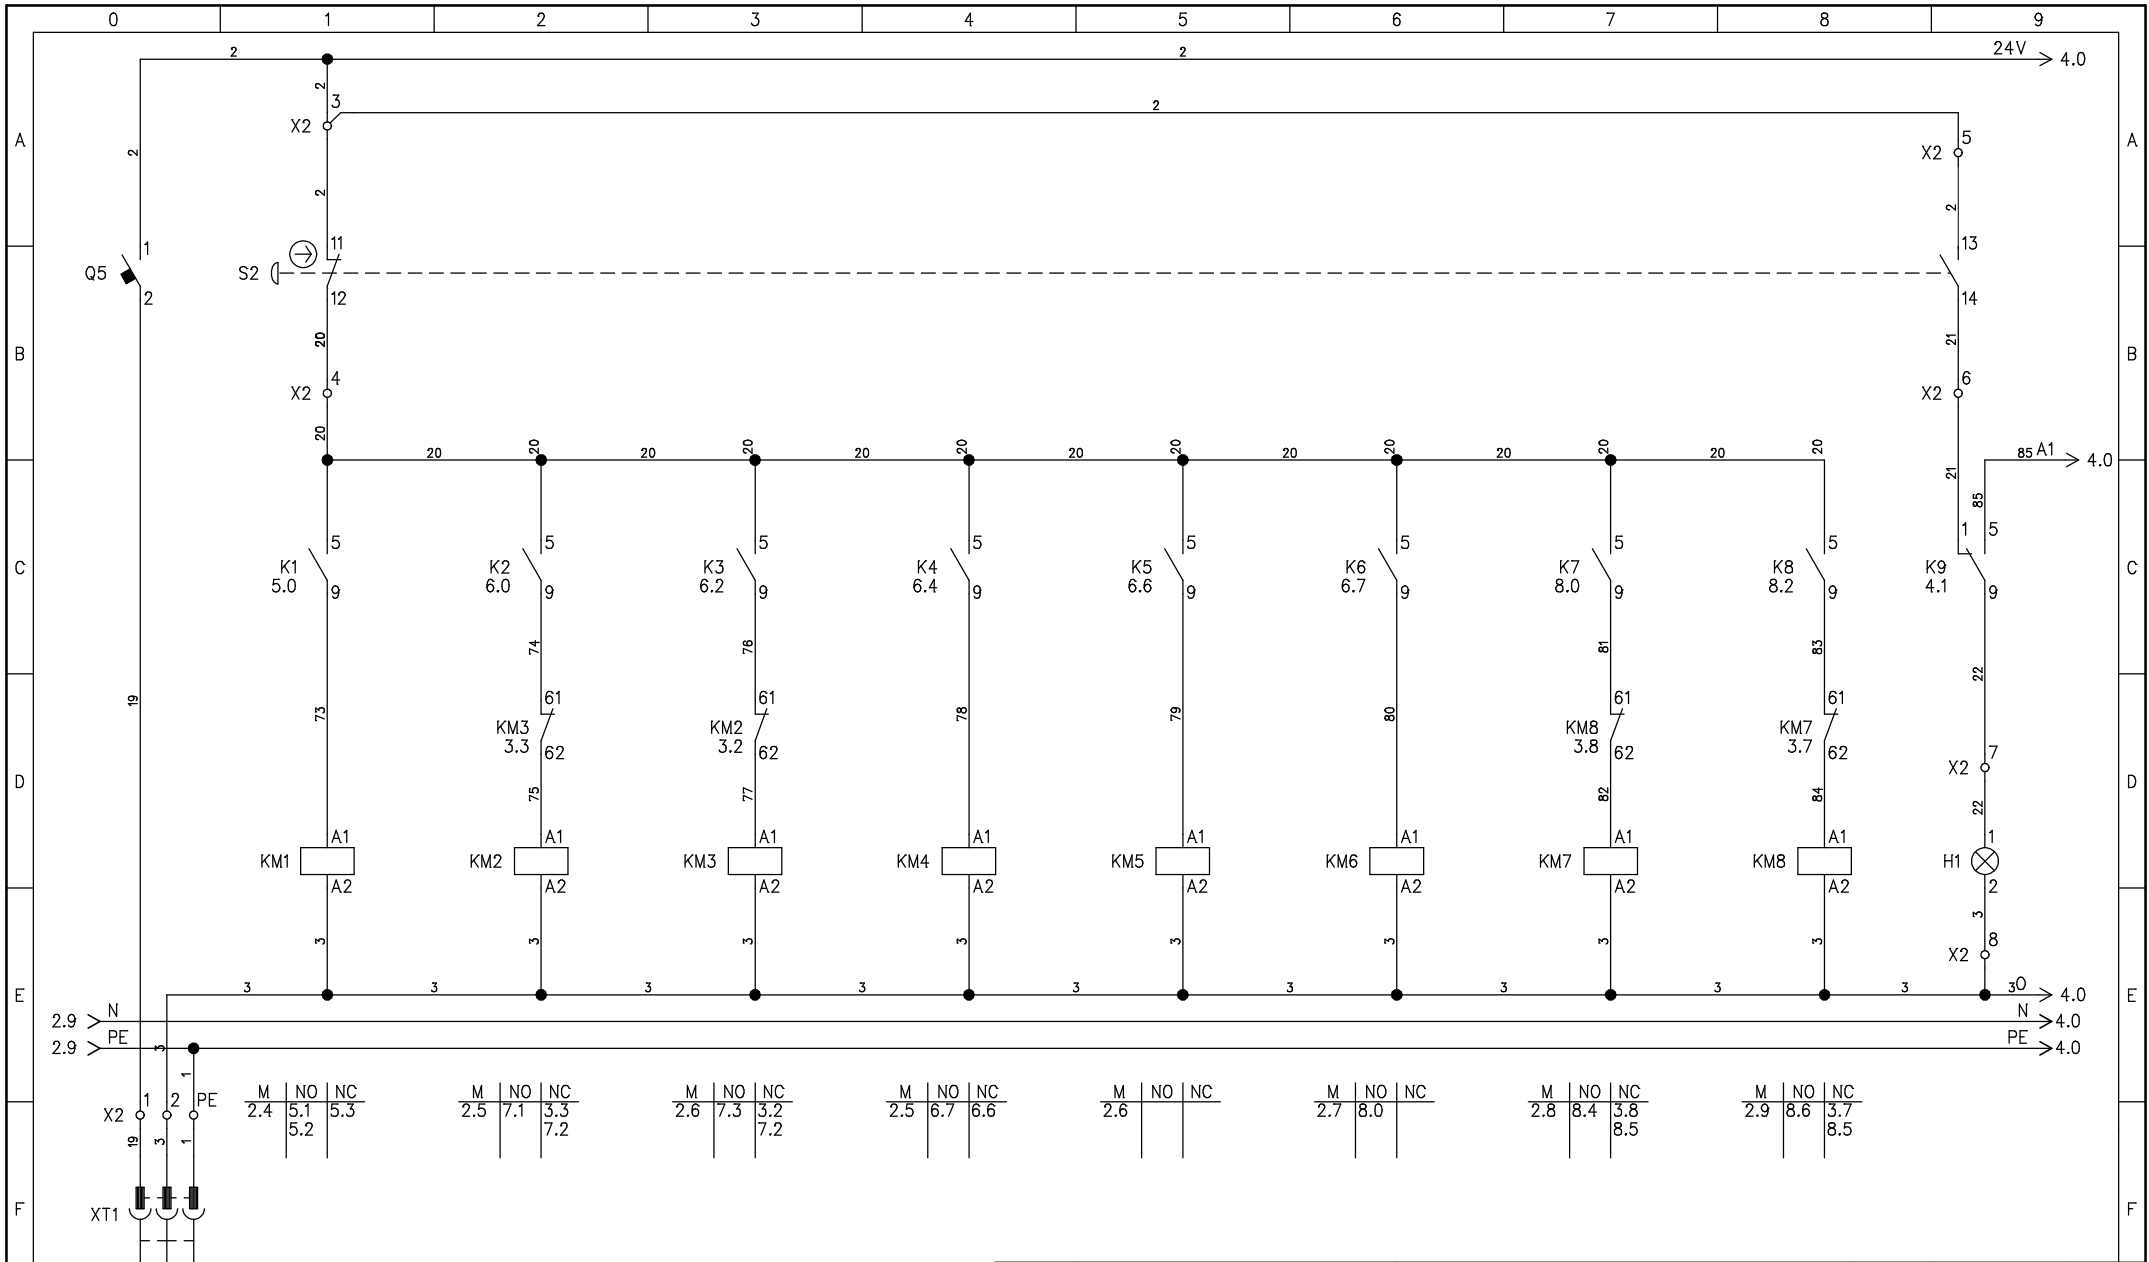 0 1 2 3 4 5 6 7 8 9
2 2 24V 4.0
2 3 2
X2 5
A 2 X2 A
2 2
1 11 13
Q5 S2
2 12 14
20 21
B B
X2 4 X2 6
20 20 20 20 20 20 20 20
20 20 20 20 20 20 20 21 85 A1 4.0
85
5 5 5 5 5 5 5 5 1 5
C K1 K2 K3 K4 K5 K6 K7 K8 K9 C
5.0 6.0 6.2 6.4 6.6 6.7 8.0 8.2 4.1
9 9 9 9 9 9 9 9 9
74 76 81 83
22
61 61 61 61
19 73 78 79 80
KM3 KM2 KM8 KM7
3.3 3.2 3.8 3.7
62 62 62 62 7
D X2 D
75 77 82 84 22
A1 A1 A1 A1 A1 A1 A1 A1 1
KM1 KM2 KM3 KM4 KM5 KM6 KM7 KM8 H1
A2 A2 A2 A2 A2 A2 A2 A2 2
3
3 3 3 3 3 3 3 3 8
X2
3 3 3 3 3 3 3 3 3 3 0
E 4.0 E
2.9 N N 4.0
2.9 PE PE 4.0
3
1
M NO NC M NO NC M NO NC M NO NC M NO NC M NO NC M NO NC M NO NC
X2 1 2 PE
2.4 5.1 5.3 2.5 7.1 3.3 2.6 7.3 3.2 2.5 6.7 6.6 2.6 2.7 8.0 2.8 8.4 3.8 2.9 8.6 3.7
5.2 7.2 7.2 8.5 8.5
19 3 1
F XT1 F